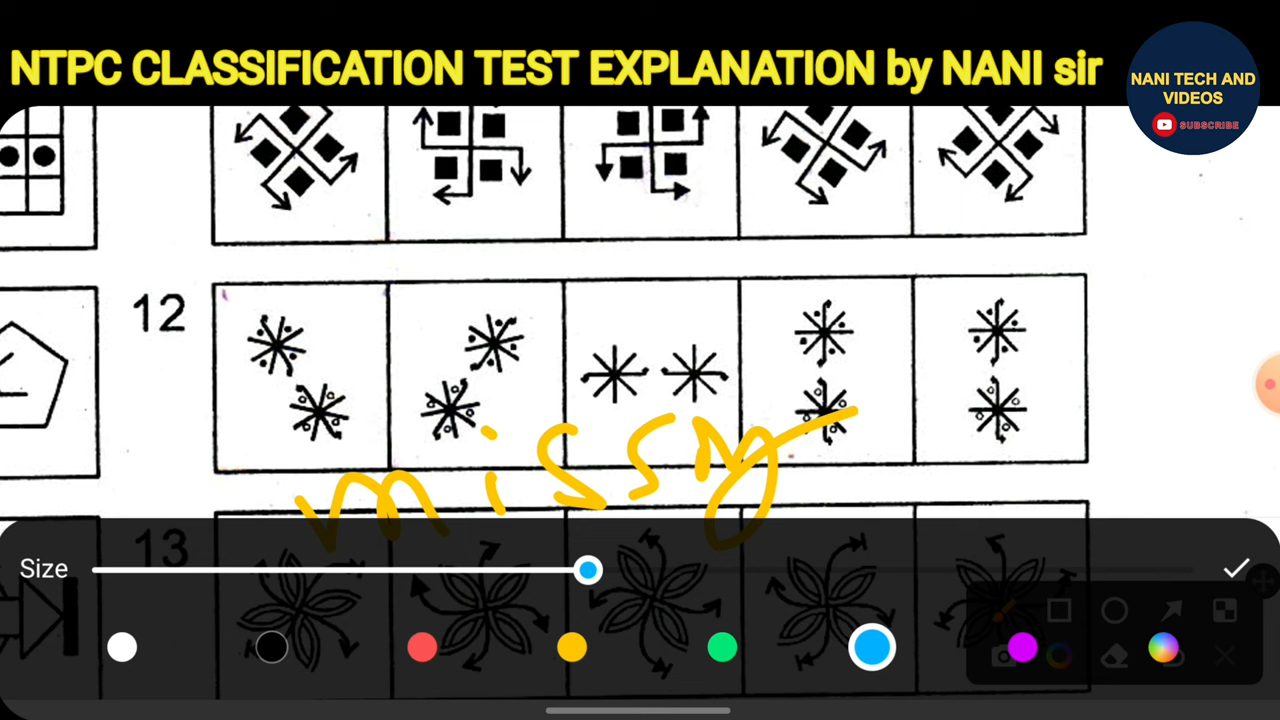 NTPC CLASSIFICATION TEST EXPLANATION by NANI sir
NANI TECH AND
VIDEOS
SUBSCRIBE
12
missg
13
Size